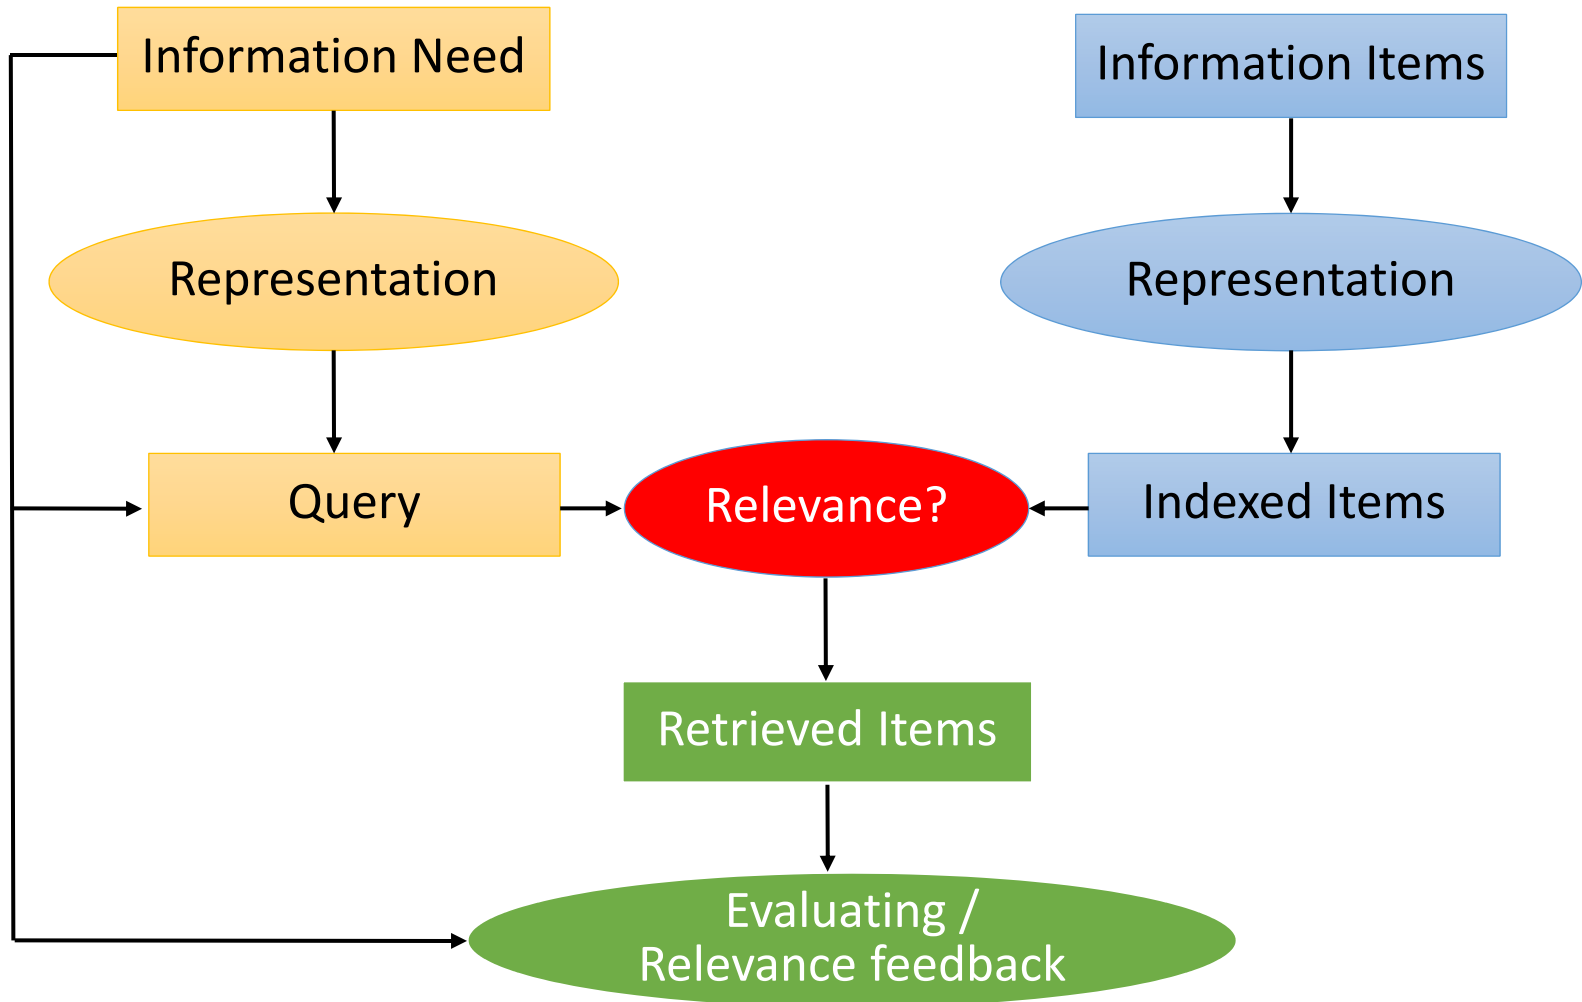 Information Need
Information Items
Representation
Representation
Query
Relevance?
Indexed Items
Retrieved Items
Evaluating /
Relevance feedback